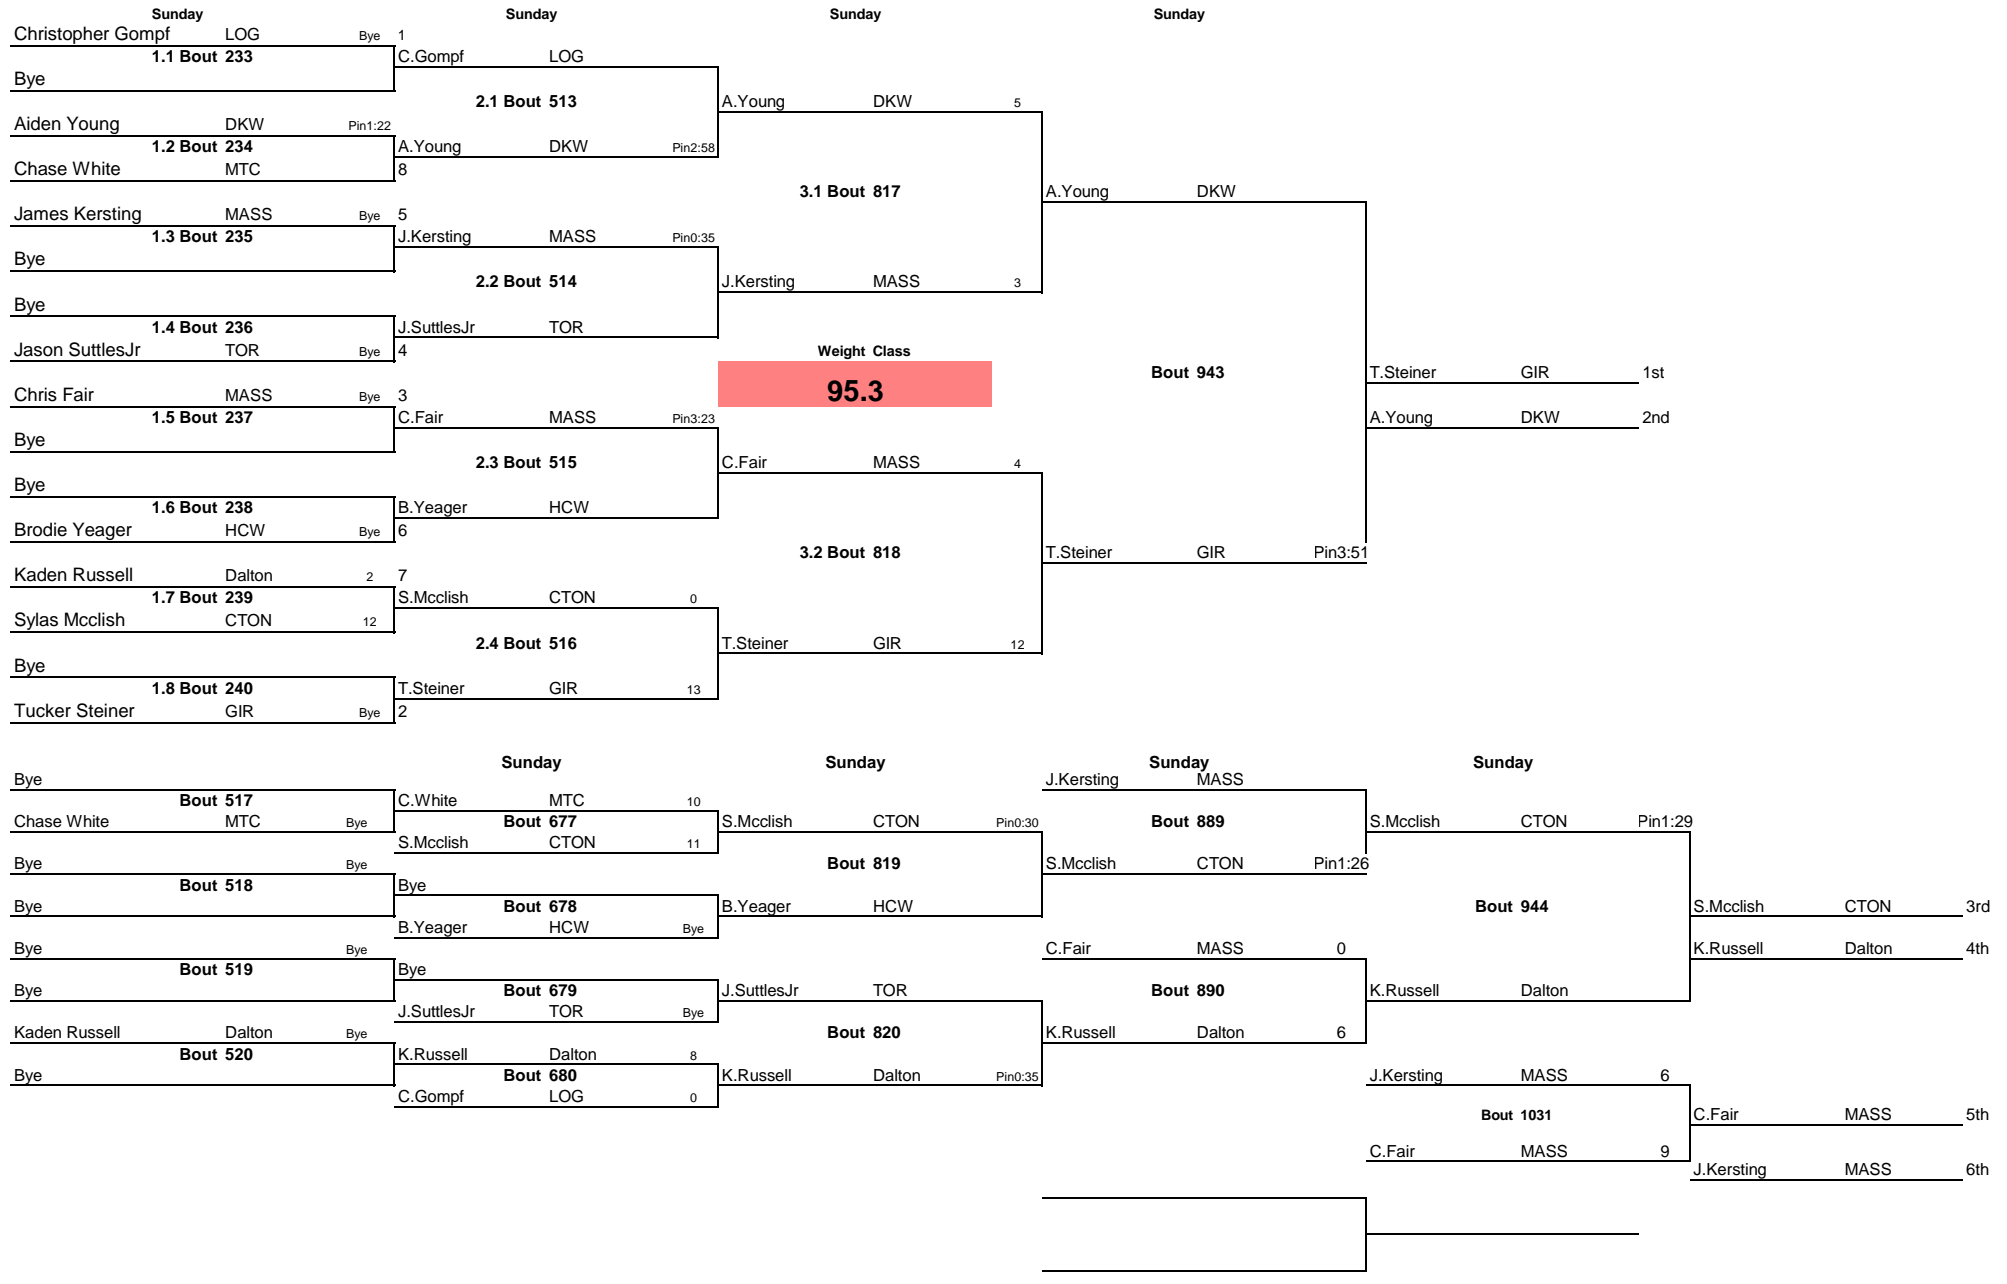 Sunday Sunday Sunday Sunday
Christopher Gompf LOG Bye 1
1.1 Bout 233 C.Gompf LOG
Bye
2.1 Bout 513 A.Young DKW 5
Aiden Young DKW Pin1:22
1.2 Bout 234 A.Young DKW Pin2:58
Chase White MTC 8
3.1 Bout 817 A.Young DKW
James Kersting MASS Bye 5
1.3 Bout 235 J.Kersting MASS Pin0:35
Bye
2.2 Bout 514 J.Kersting MASS 3
Bye
1.4 Bout 236 J.SuttlesJr TOR
Jason SuttlesJr TOR Bye 4 Weight Class
Bout 943 T.Steiner GIR 1st
Chris Fair MASS Bye 3 95.3
1.5 Bout 237 C.Fair MASS Pin3:23 A.Young DKW 2nd
Bye
2.3 Bout 515 C.Fair MASS 4
Bye
1.6 Bout 238 B.Yeager HCW
Brodie Yeager HCW Bye 6
3.2 Bout 818 T.Steiner GIR Pin3:51
Kaden Russell Dalton 2 7
1.7 Bout 239 S.Mcclish CTON 0
Sylas Mcclish CTON 12
2.4 Bout 516 T.Steiner GIR 12
Bye
1.8 Bout 240 T.Steiner GIR 13
Tucker Steiner GIR Bye 2
Sunday Sunday Sunday Sunday
Bye J.Kersting MASS
Bout 517 C.White MTC 10
Chase White MTC Bye Bout 677 S.Mcclish CTON Pin0:30 Bout 889 S.Mcclish CTON Pin1:29
S.Mcclish CTON 11
Bye Bye Bout 819 S.Mcclish CTON Pin1:26
Bout 518 Bye
Bye Bout 678 B.Yeager HCW Bout 944 S.Mcclish CTON 3rd
B.Yeager HCW Bye
Bye Bye C.Fair MASS 0 K.Russell Dalton 4th
Bout 519 Bye
Bye Bout 679 J.SuttlesJr TOR Bout 890 K.Russell Dalton
J.SuttlesJr TOR Bye
Kaden Russell Dalton Bye Bout 820 K.Russell Dalton 6
Bout 520 K.Russell Dalton 8
Bye Bout 680 K.Russell Dalton Pin0:35 J.Kersting MASS 6
C.Gompf LOG 0
Bout 1031 C.Fair MASS 5th
C.Fair MASS 9
J.Kersting MASS 6th